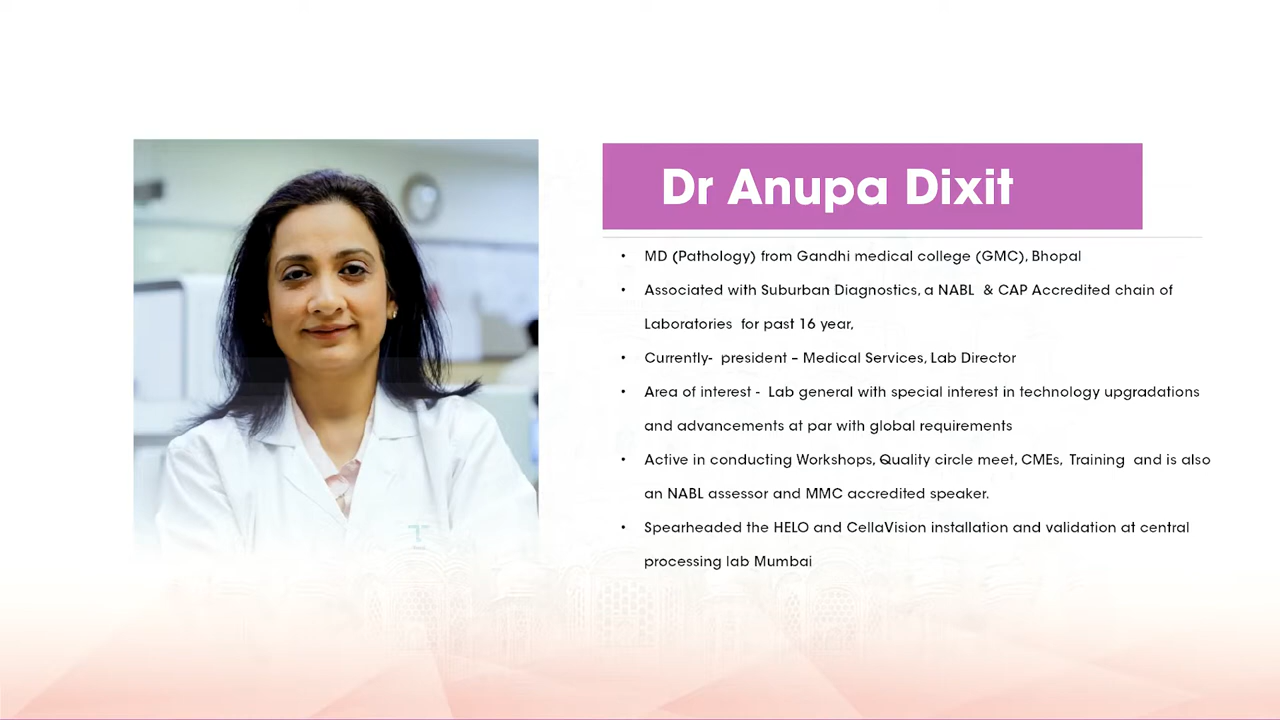 Dr Anupa Dixit
• MD (Pathology) from Gandhi medical college (GMC), Bhopal
• Associated with Suburban Diagnostics, a NABL & CAP Accredited chain of
Laboratories for past 16 year,
• Currently- president – Medical Services, Lab Director
• Area of interest - Lab general with special interest in technology upgradations
and advancements at par with global requirements
• Active in conducting Workshops, Quality circle meet, CMEs, Training and is also
an NABL assessor and MMC accredited speaker.
• Spearheaded the HELO and CellaVision installation and validation at central
processing lab Mumbai